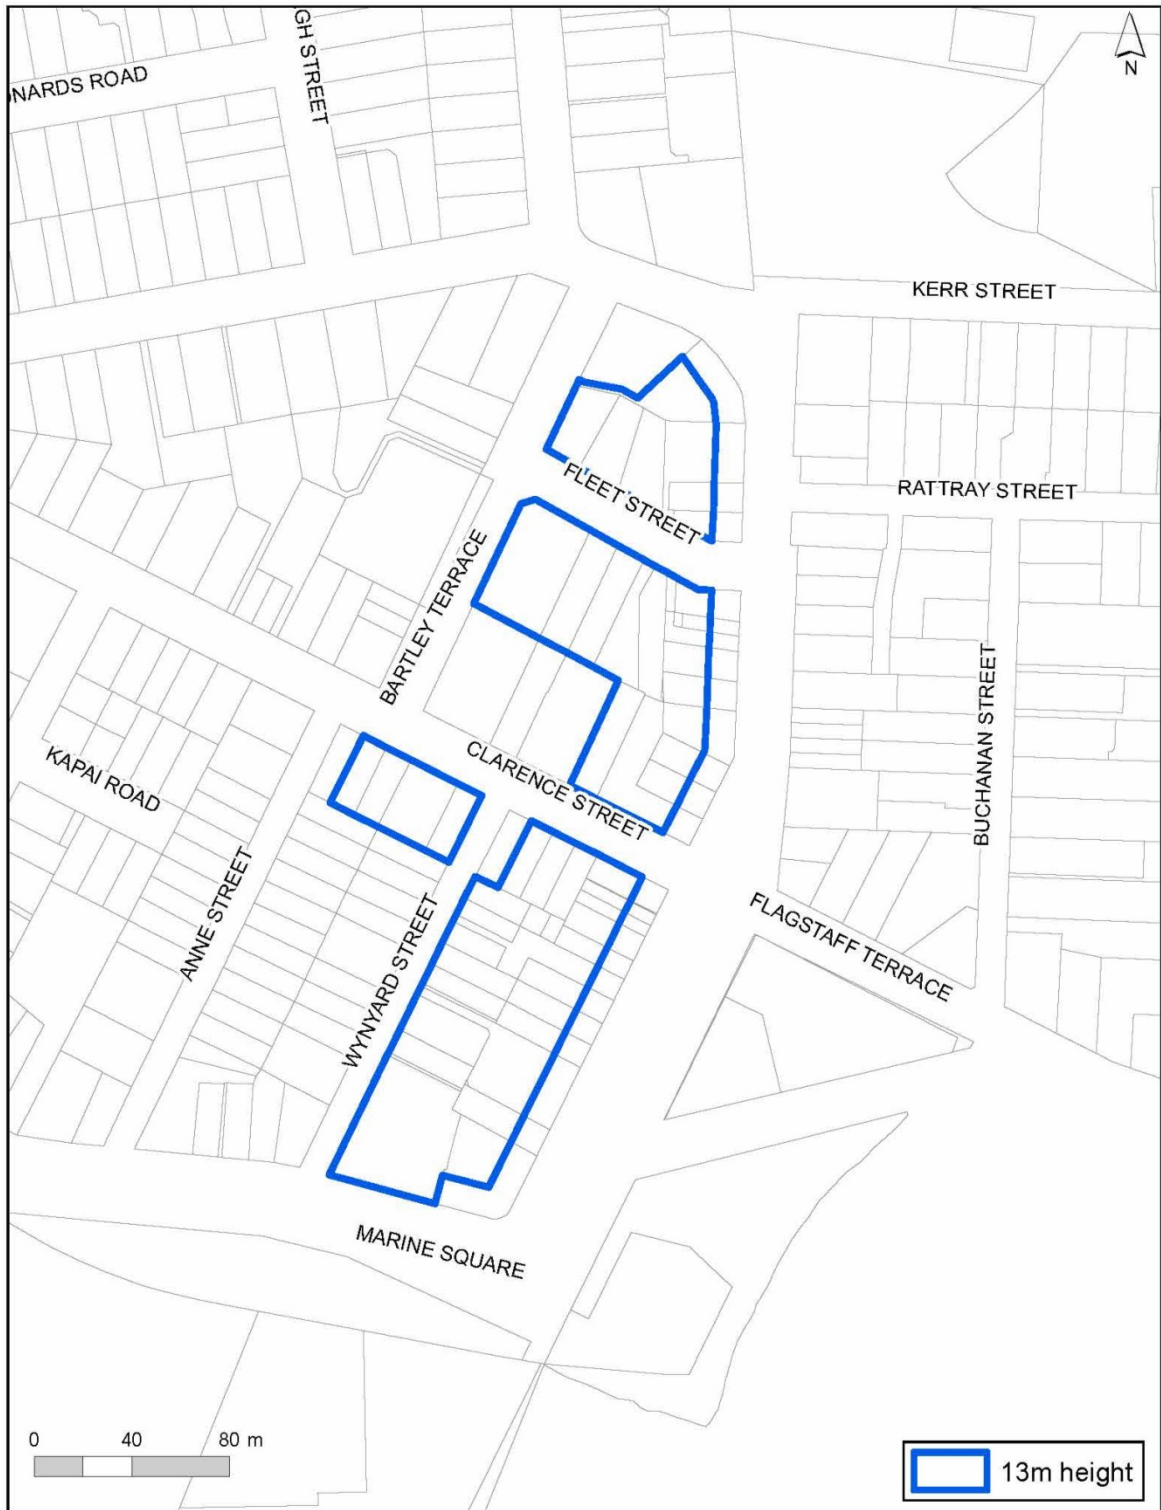 GH STREET
ONARDS ROAD
N
KERR STREET
FLEET STREET
RATTRAY STREET
BARTLEY TERRACE
CLARENCE STREET
BUCHANAN STREET
KAPAI ROAD
ANNE STREET
WYNYARD STREET
FLAGSTAFF TERRACE
MARINE SQUARE
0 40 80 m
13m height